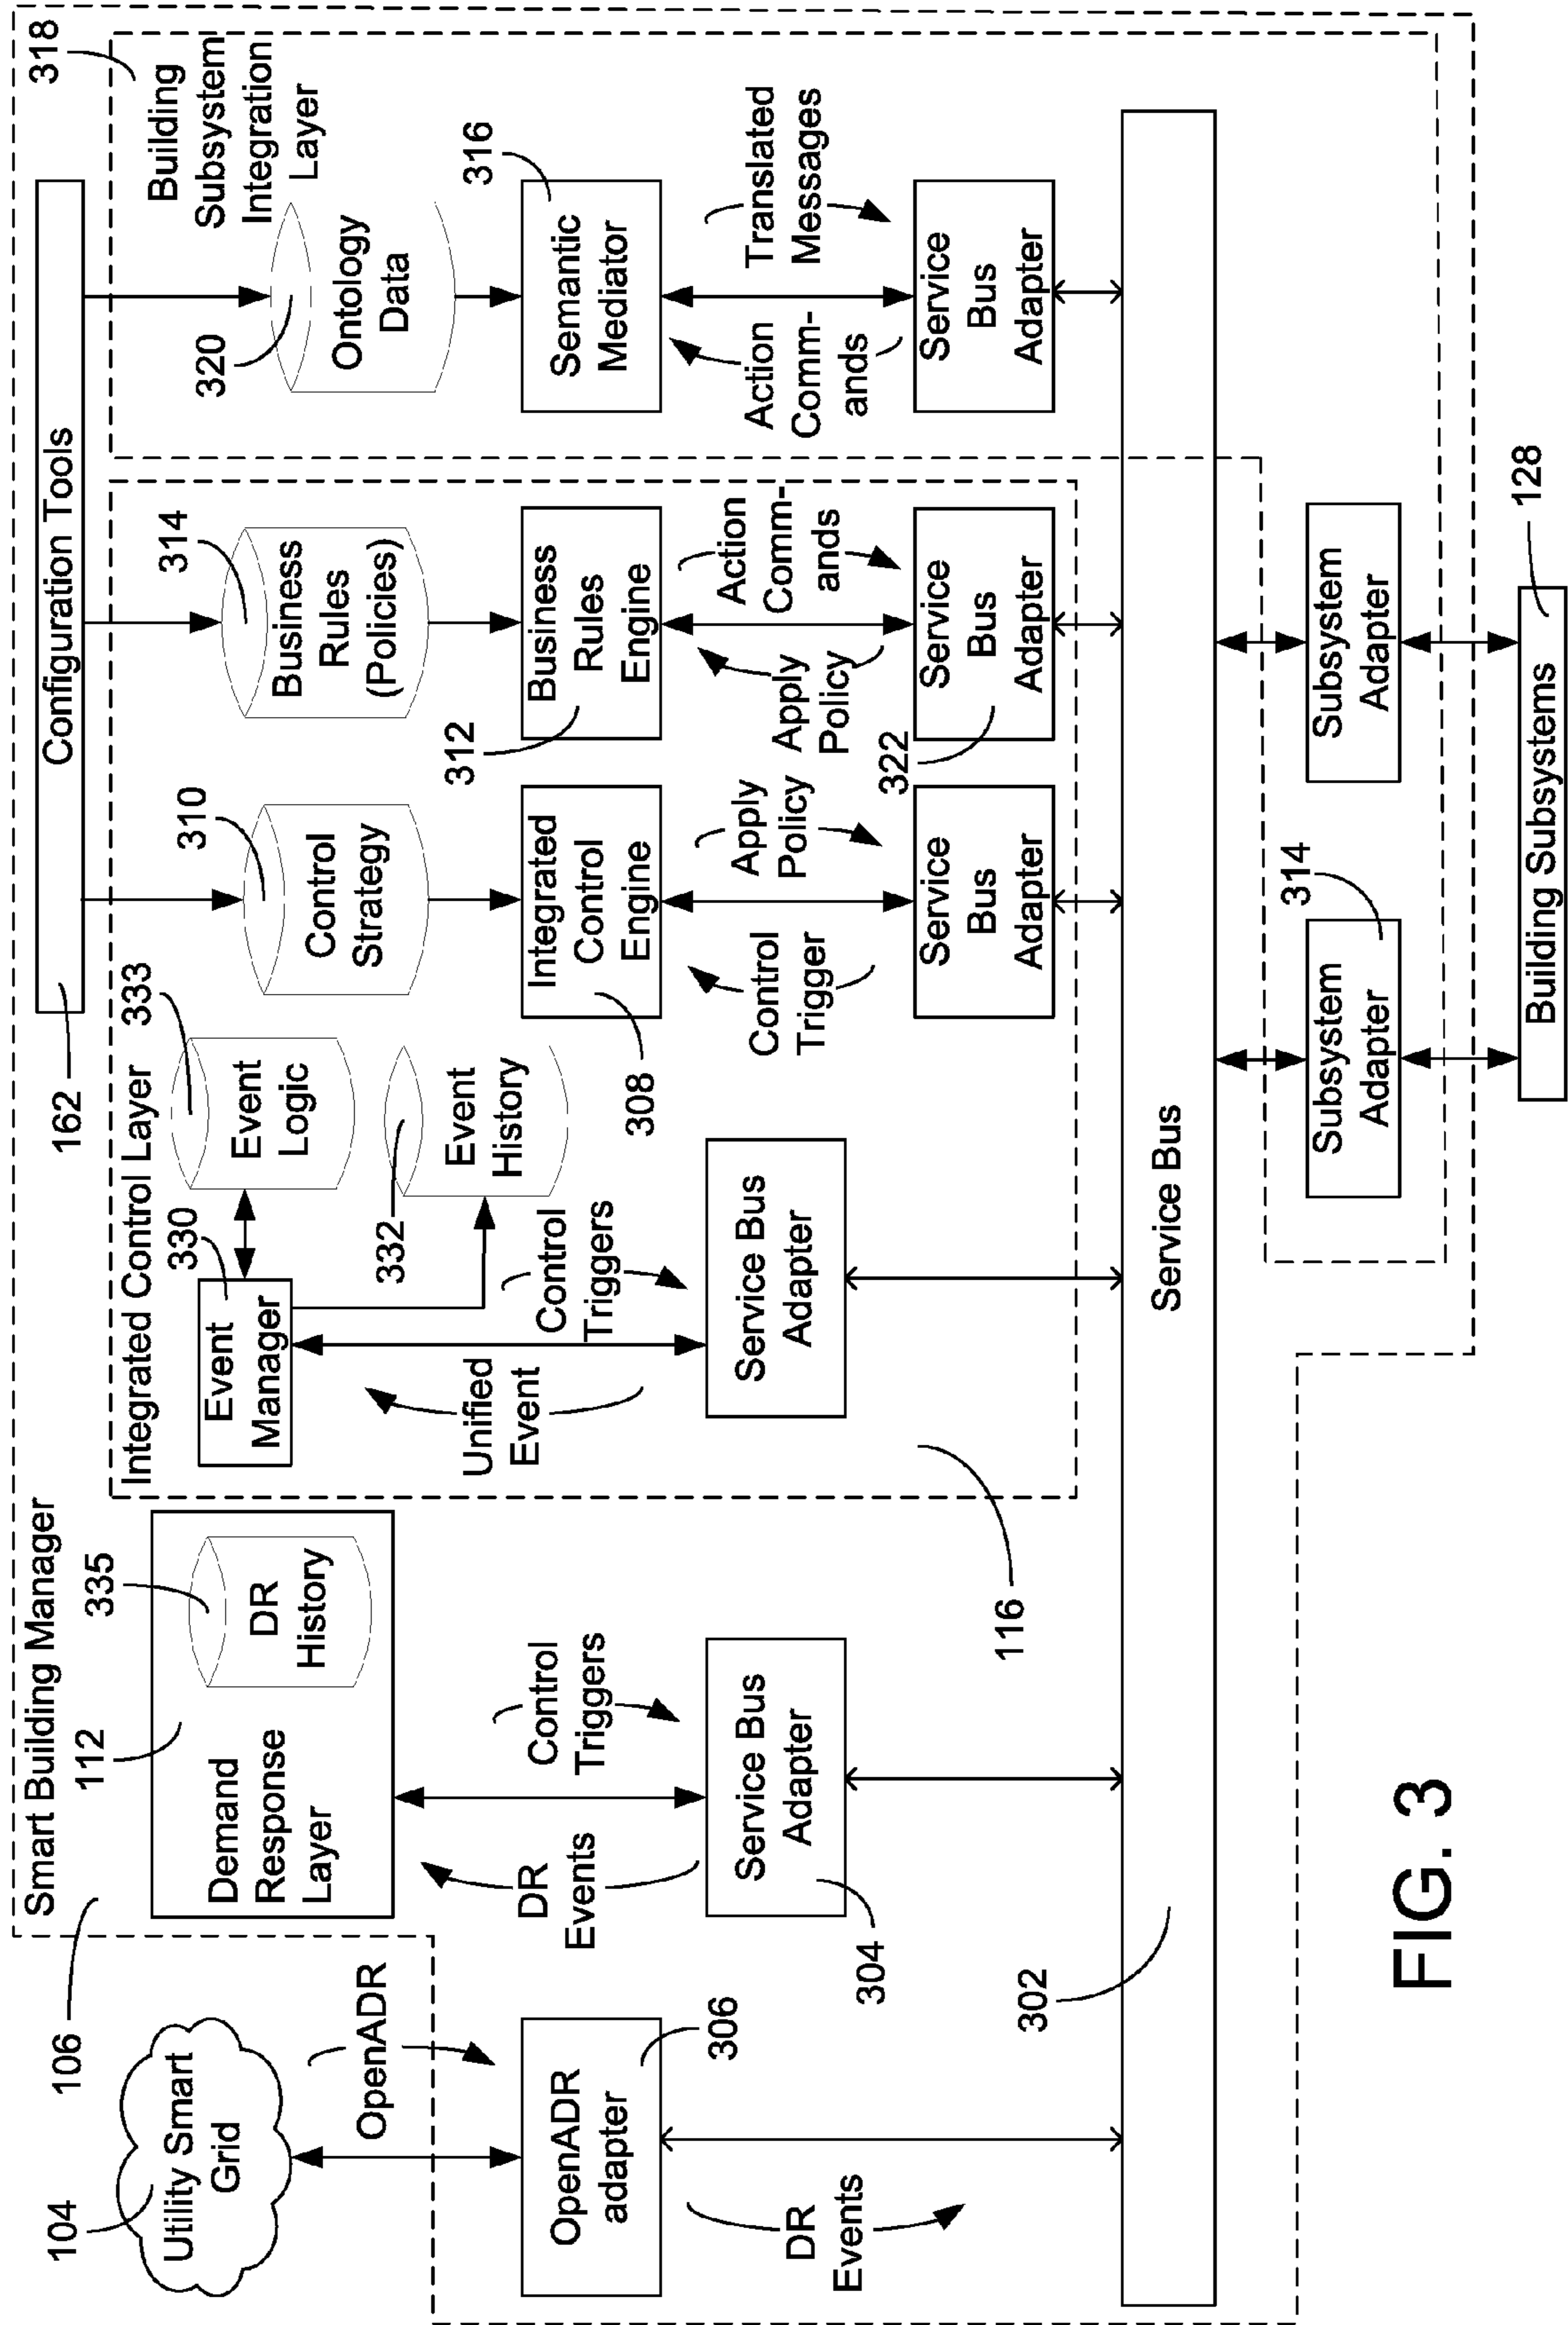 106
Smart Building Manager
162
Configuration Tools
318
104
Utility Smart
Grid
OpenADR
OpenADR
adapter
306
DR
Events
112
335
Demand
Response
Layer
DR
History
DR
Events
Control
Triggers
Service Bus
Adapter
304
Integrated Control Layer
330
333
Event
Manager
Event
Logic
332
Event
History
Unified
Event
Control
Triggers
Service Bus
Adapter
116
310
Control
Strategy
308
Integrated
Control
Engine
Control
Trigger
Apply
Policy
Service
Bus
Adapter
314
Business
Rules
(Policies)
312
Business
Rules
Engine
Apply
Policy
Action
Comm-
ands
322
Service
Bus
Adapter
Building
Subsystem
Integration
Layer
320
Ontology
Data
316
Semantic
Mediator
Action
Comm-
ands
Translated
Messages
Service
Bus
Adapter
302
Service Bus
314
Subsystem
Adapter
Subsystem
Adapter
Building Subsystems
128
FIG. 3